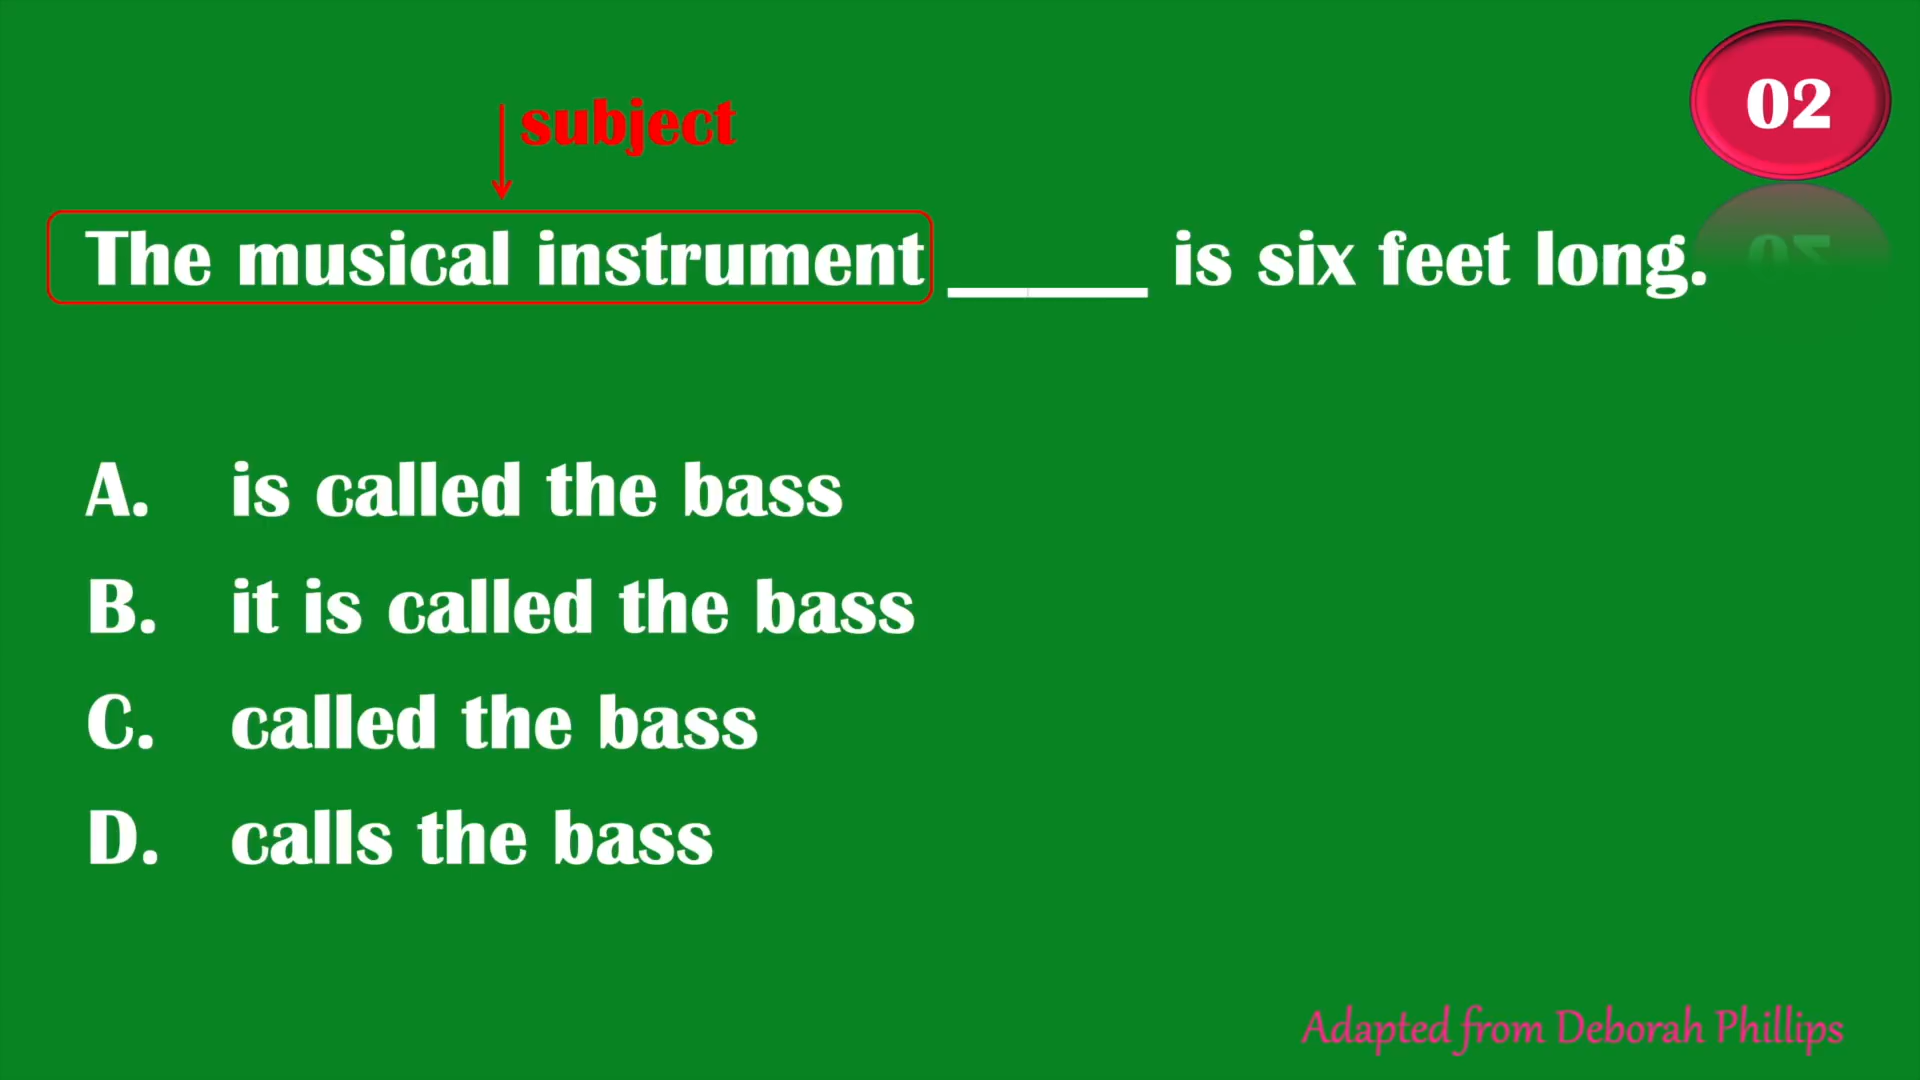 02
subject
The musical instrument _____ is six feet long.
A. is called the bass
B. it is called the bass
C. called the bass
D. calls the bass
Adapted from Deborah Phillips